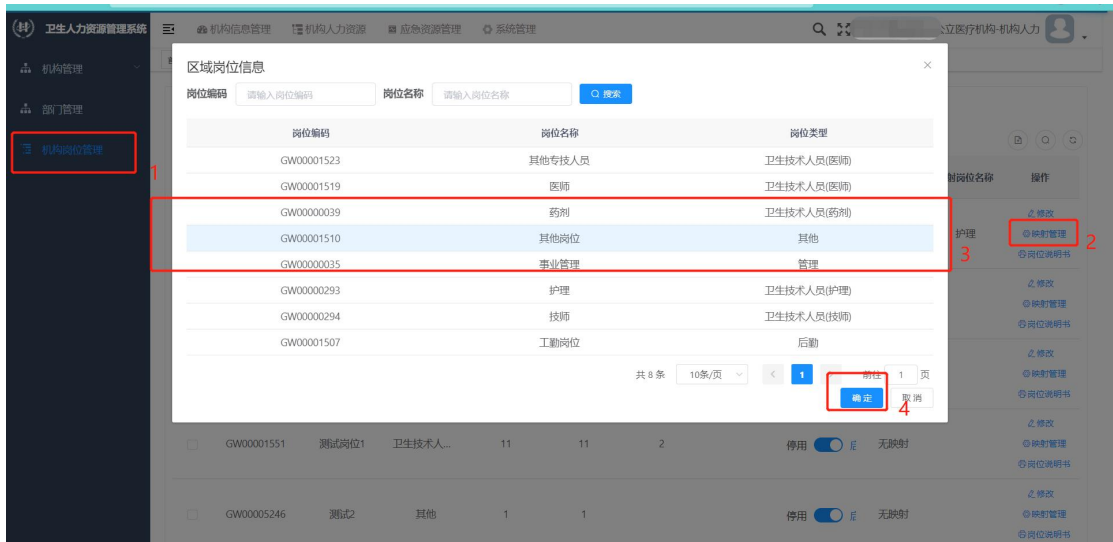 卫生人力资源管理系统 机构信息管理 机构人力资源 应急资源管理 系统管理 公立医疗机构-机构人力
机构管理
部门管理
机构岗位管理
1
区域岗位信息
岗位编码 请输入岗位编码 岗位名称 请输入岗位名称 搜索
岗位编码 岗位名称 岗位类型
GW00001523 其他专技人员 卫生技术人员(医师)
GW00001519 医师 卫生技术人员(医师)
GW00000039 药剂 卫生技术人员(药剂)
GW00001510 其他岗位 其他
GW00000035 事业管理 管理
GW00000293 护理 卫生技术人员(护理)
GW00000294 技师 卫生技术人员(技师)
GW00001507 工勤岗位 后勤
共 8 条 10条/页 1 前往 1 页
确定 取消
3
4
射岗位名称 操作
护理
修改
映射管理
2
岗位说明书
修改
映射管理
岗位说明书
修改
映射管理
岗位说明书
GW00001551 测试岗位1 卫生技术人... 11 11 2 停用 启 无映射
修改
映射管理
岗位说明书
GW00005246 测试2 其他 1 1 停用 启 无映射
修改
映射管理
岗位说明书